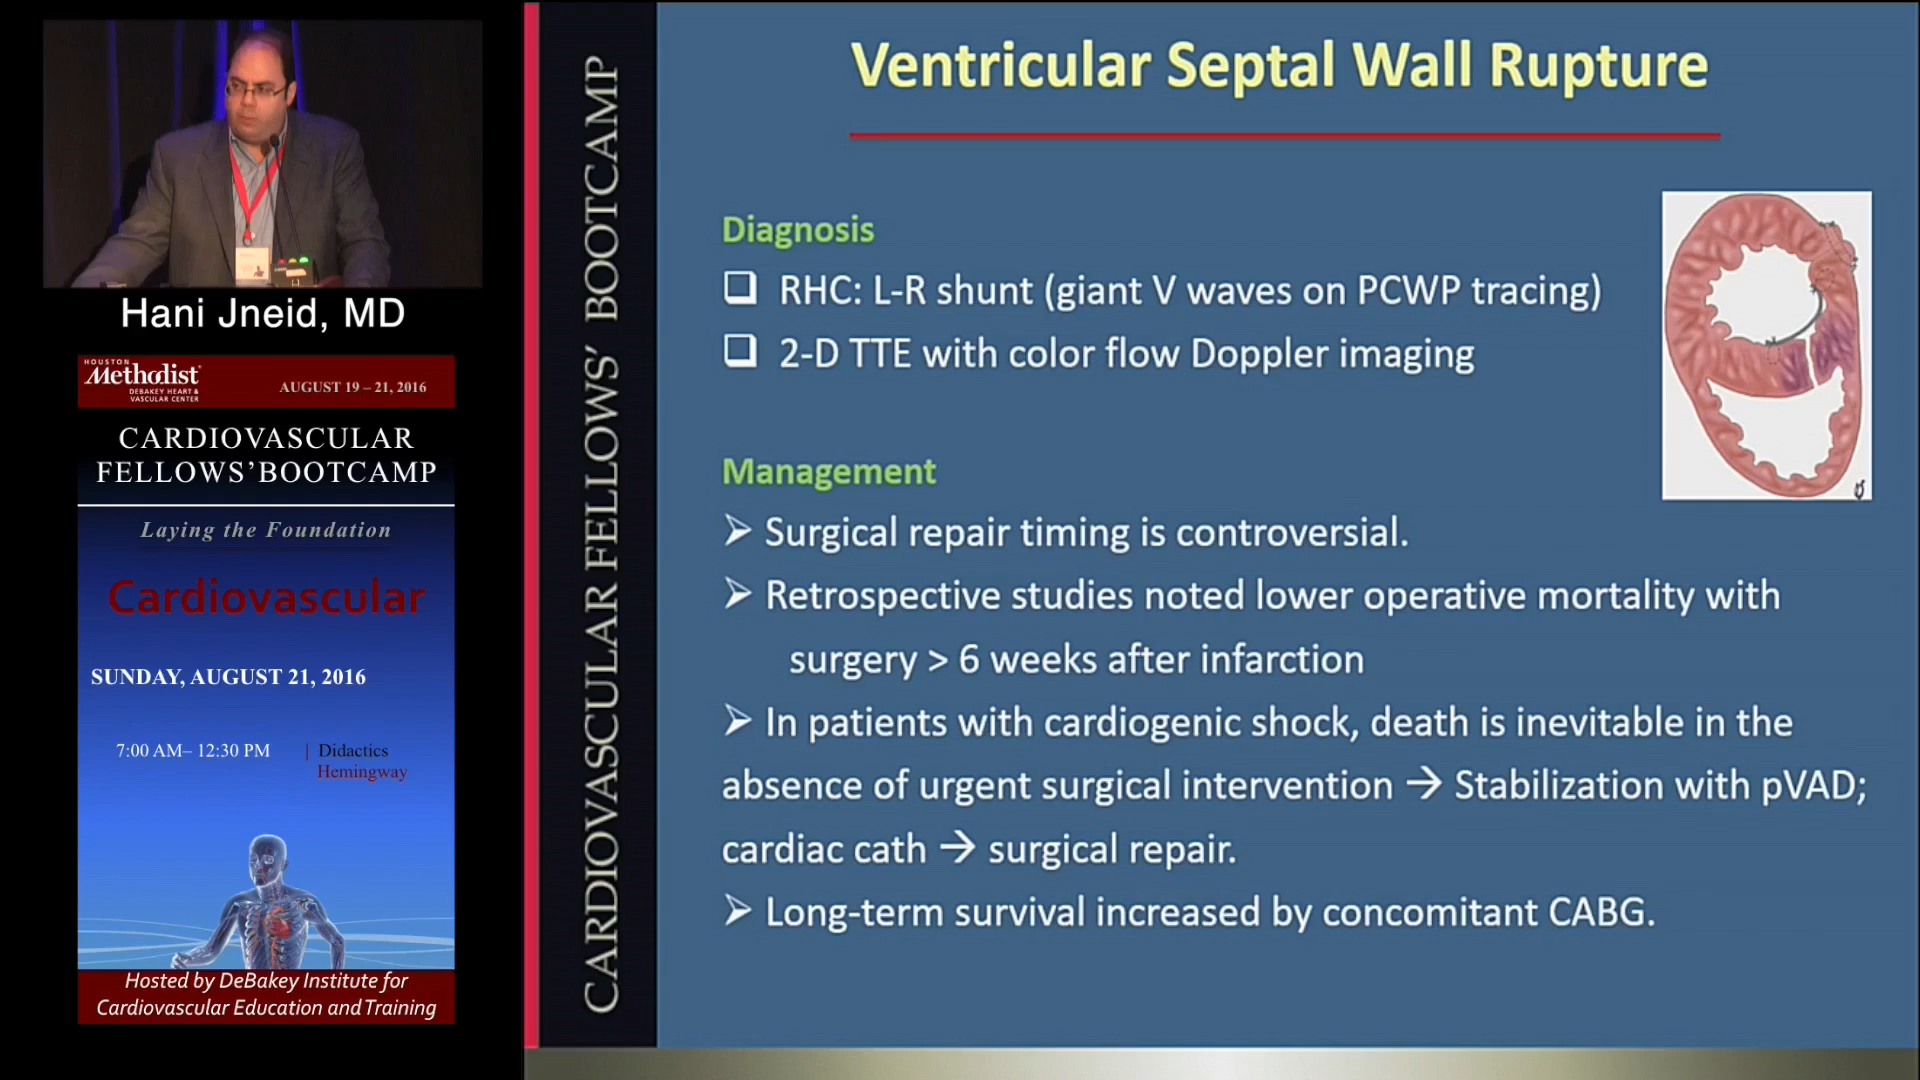 Hani Jneid, MD
HOUSTON
Methodist
DEBAKEY HEART &
VASCULAR CENTER
AUGUST 19 – 21, 2016
CARDIOVASCULAR
FELLOWS’BOOTCAMP
Laying the Foundation
Cardiovascular
SUNDAY, AUGUST 21, 2016
7:00 AM– 12:30 PM | Didactics
Hemingway
Hosted by DeBakey Institute for
Cardiovascular Education and Training
CARDIOVASCULAR FELLOWS’ BOOTCAMP
Ventricular Septal Wall Rupture
Diagnosis
❑ RHC: L-R shunt (giant V waves on PCWP tracing)
❑ 2-D TTE with color flow Doppler imaging
Management
➢ Surgical repair timing is controversial.
➢ Retrospective studies noted lower operative mortality with
surgery > 6 weeks after infarction
➢ In patients with cardiogenic shock, death is inevitable in the
absence of urgent surgical intervention → Stabilization with pVAD;
cardiac cath → surgical repair.
➢ Long-term survival increased by concomitant CABG.